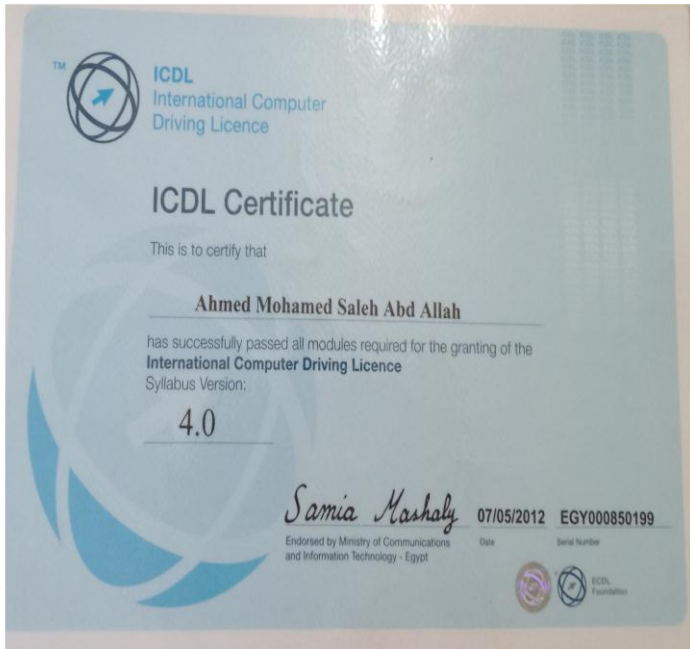 TM
ICDL
International Computer
Driving Licence
ICDL Certificate
This is to certify that
Ahmed Mohamed Saleh Abd Allah
has successfully passed all modules required for the granting of the
International Computer Driving Licence
Syllabus Version:
4.0
Samia Mashaly 07/05/2012 EGY000850199
Endorsed by Ministry of Communications Date Serial Number
and Information Technology - Egypt
ECDL
Foundation